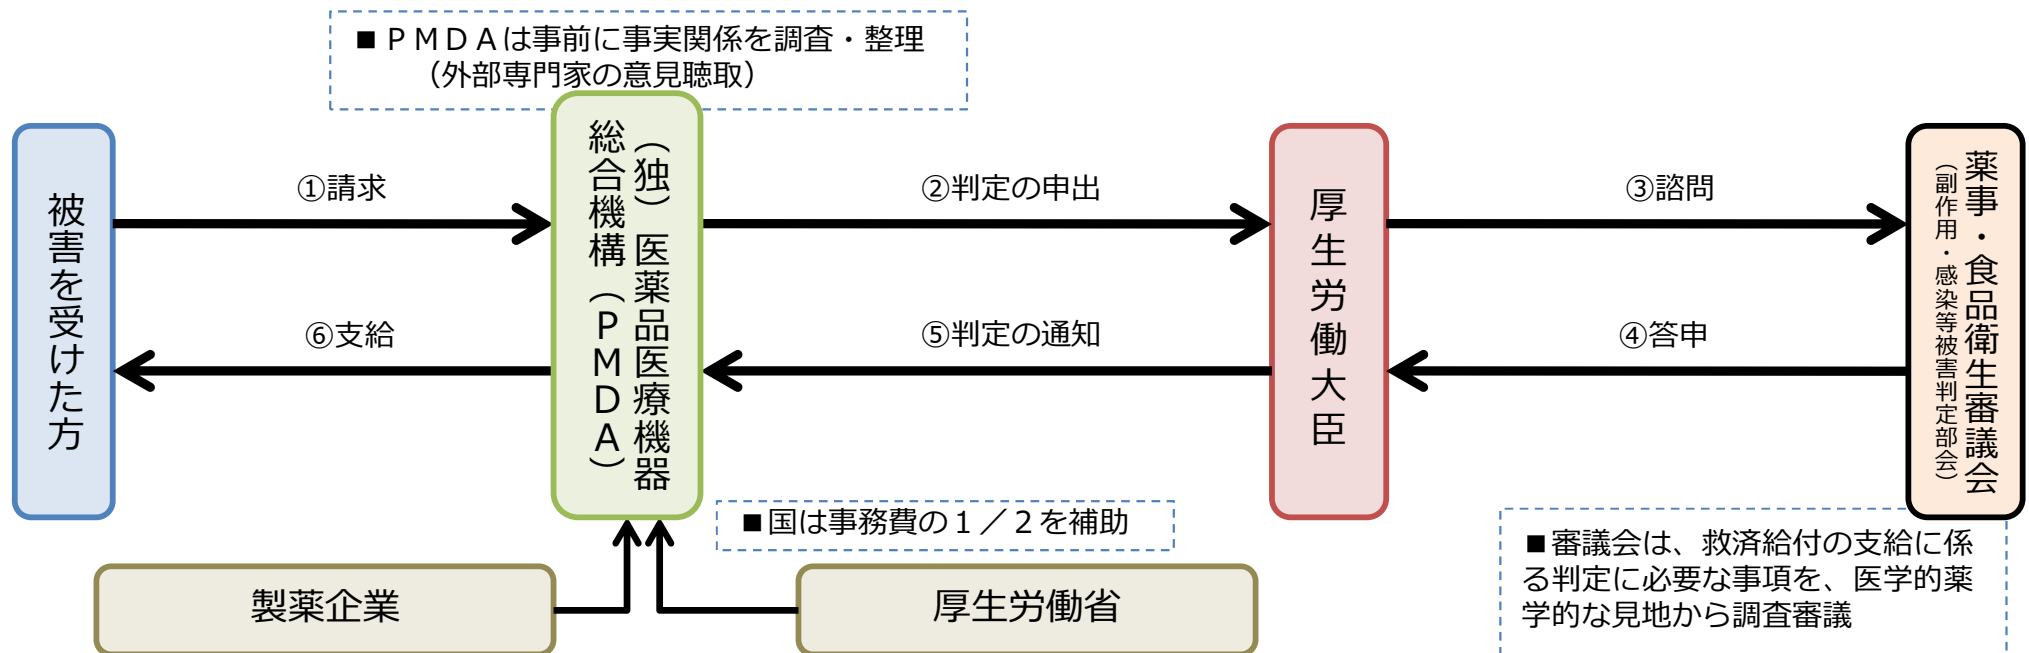 ■ＰＭＤＡは事前に事実関係を調査・整理
（外部専門家の意見聴取）
被害を受けた方
①請求
⑥支給
（独）医薬品医療機器
総合機構（ＰＭＤＡ）
②判定の申出
⑤判定の通知
厚生労働大臣
③諮問
④答申
薬事・食品衛生審議会
（副作用・感染等被害判定部会）
■国は事務費の１／２を補助
製薬企業
厚生労働省
■審議会は、救済給付の支給に係
る判定に必要な事項を、医学的薬
学的な見地から調査審議